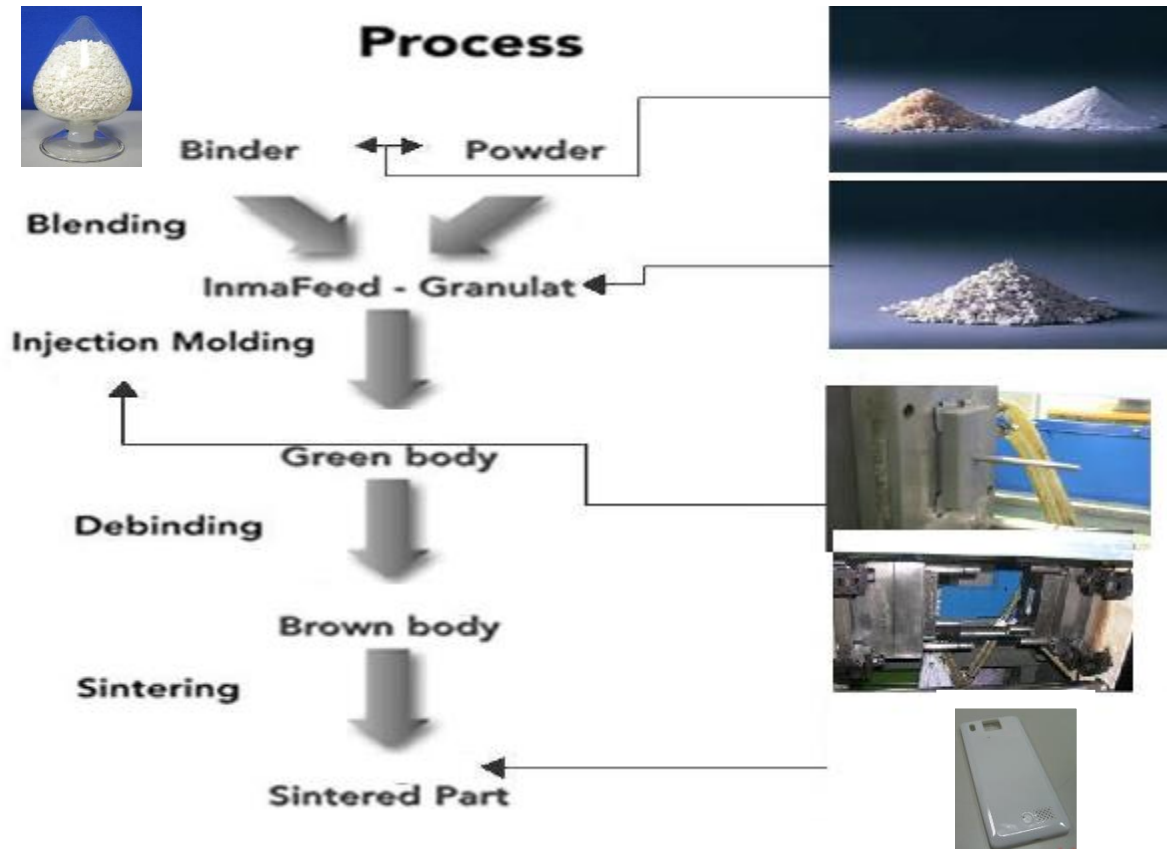 Process
Binder Powder
Blending
InmaFeed - Granulat
Injection Molding
Green body
Debinding
Brown body
Sintering
Sintered Part